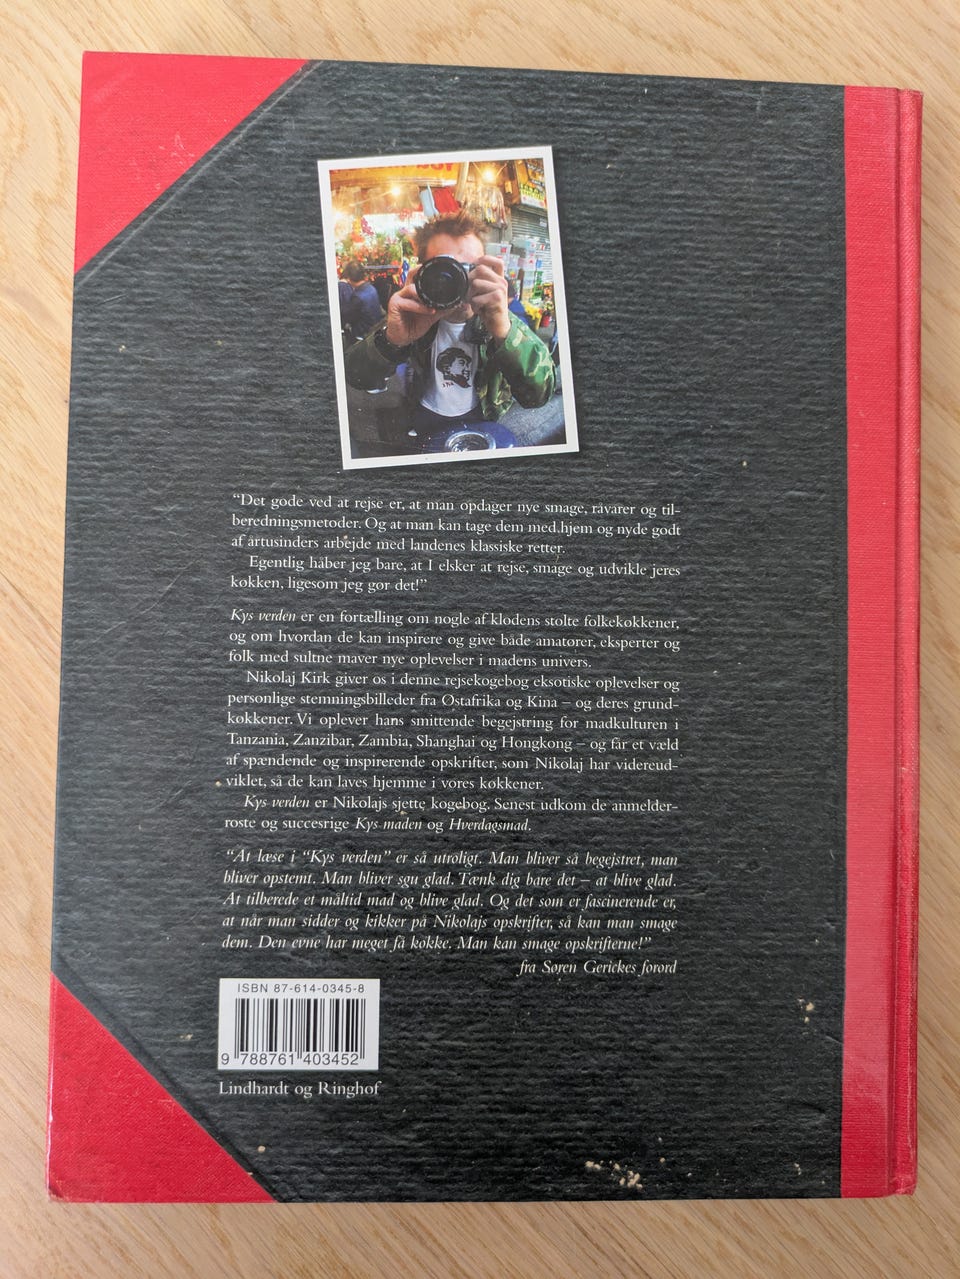 “Det gode ved at rejse er, at man opdager nye smage, råvarer og til-
beredningsmetoder. Og at man kan tage dem med hjem og nyde godt
af årtusinders arbejde med landenes klassiske retter.
Egentlig håber jeg bare, at I elsker at rejse, smage og udvikle jeres
køkken, ligesom jeg gør det!”
Kys verden er en fortælling om nogle af klodens stolte folkekøkkener,
og om hvordan de kan inspirere og give både amatører, eksperter og
folk med sultne maver nye oplevelser i madens univers.
Nikolaj Kirk giver os i denne rejsekogebog eksotiske oplevelser og
personlige stemningsbilleder fra Østafrika og Kina – og deres grund-
køkkener. Vi oplever hans smittende begejstring for madkulturen i
Tanzania, Zanzibar, Zambia, Shanghai og Hongkong – og får et væld
af spændende og inspirerende opskrifter, som Nikolaj har videreud-
viklet, så de kan laves hjemme i vores køkkener.
Kys verden er Nikolajs sjette kogebog. Senest udkom de anmelder-
roste og succesrige Kys maden og Hverdagsmad.
“At læse i “Kys verden” er så utroligt. Man bliver så begejstret, man
bliver opstemt. Man bliver sgu glad. Tænk dig bare det – at blive glad.
At tilberede et måltid mad og blive glad. Og det som er fascinerende er,
at når man sidder og kikker på Nikolajs opskrifter, så kan man smage
dem. Den evne har meget få kokke. Man kan smage opskrifterne!”
fra Søren Gerickes forord
ISBN 87-614-0345-8
9 788761 403452
Lindhardt og Ringhof